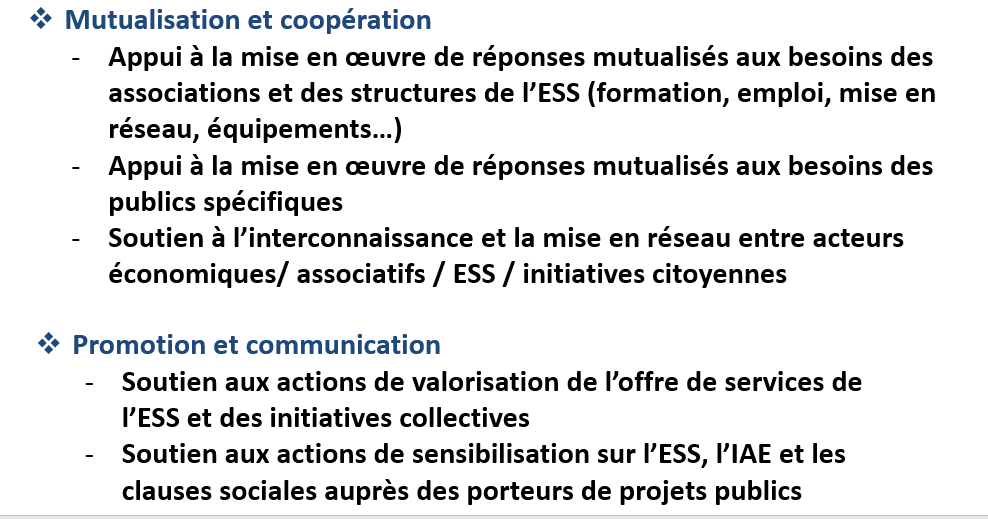 ❖ Mutualisation et coopération
- Appui à la mise en œuvre de réponses mutualisés aux besoins des
associations et des structures de l'ESS (formation, emploi, mise en
réseau, équipements…)
- Appui à la mise en œuvre de réponses mutualisés aux besoins des
publics spécifiques
- Soutien à l'interconnaissance et la mise en réseau entre acteurs
économiques/ associatifs / ESS / initiatives citoyennes
❖ Promotion et communication
- Soutien aux actions de valorisation de l'offre de services de
l'ESS et des initiatives collectives
- Soutien aux actions de sensibilisation sur l'ESS, l'IAE et les
clauses sociales auprès des porteurs de projets publics